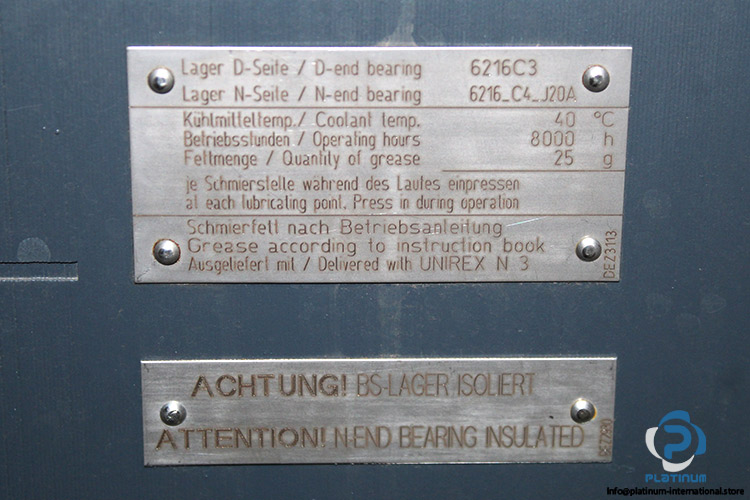 Lager D-Seite / D-end bearing 6216C3
Lager N-Seite / N-end bearing 6216_C4_J20A
Kühlmitteltemp./ Coolant temp. 40 °C
Betriebsstunden / Operating hours 8000 h
Fettmenge / Quantity of grease 25 g
je Schmierstelle während des Laufes einpressen
at each lubricating point. Press in during operation
Schmierfett nach Betriebsanleitung
Grease according to instruction book
Ausgeliefert mit / Delivered with UNIREX N 3
DEZ3113
ACHTUNG! BS-LAGER ISOLIERT
ATTENTION! N-END BEARING INSULATED
PLATINUM
Info@platinum-international.store